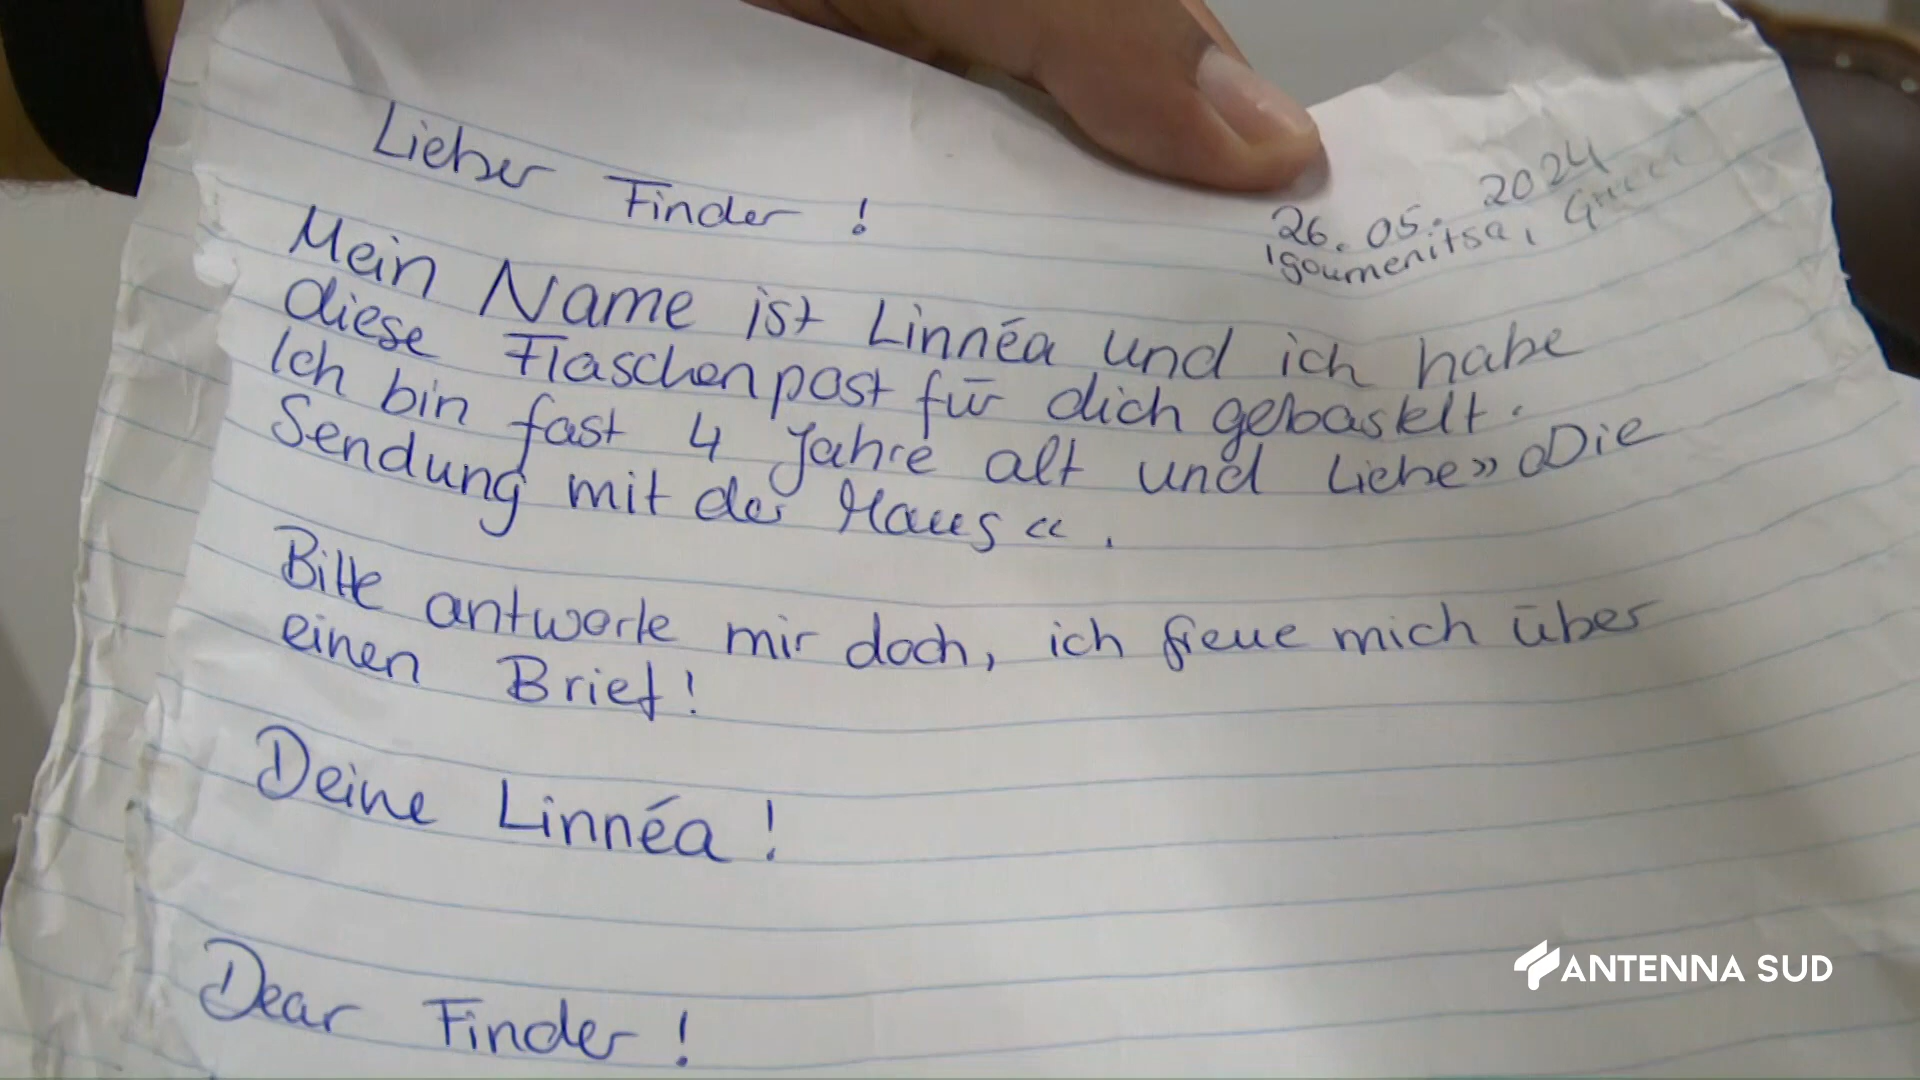 26.05.2024
Igoumenitsa,
Lieber Finder!
Mein Name ist Linnéa und ich habe
diese Flaschenpost für dich gebastelt.
Ich bin fast 4 Jahre alt und liebe »Die
Sendung mit der Maus«.
Bitte antworte mir doch, ich freue mich über
einen Brief!
Deine Linnéa!
Dear Finder!
ANTENNA SUD